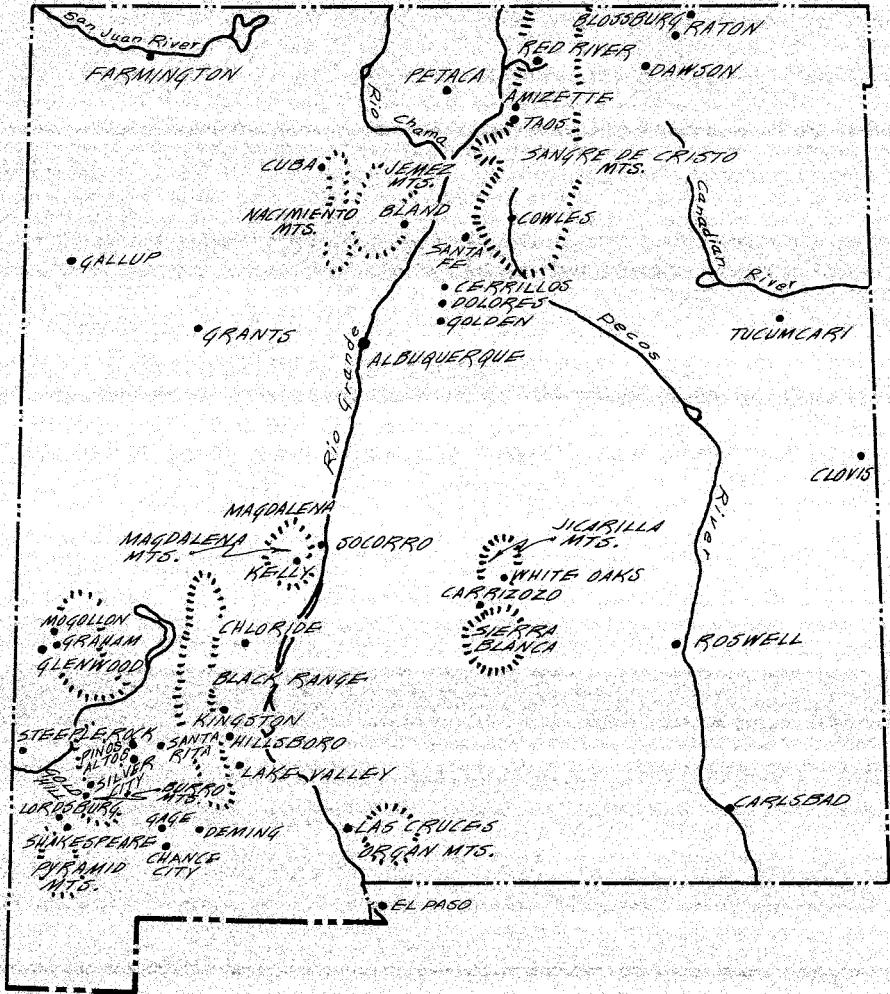 San Juan River
FARMINGTON
BLOSSBURG
RATON
RED RIVER
DAWSON
PETACA
AMIZETTE
TAOS
Rio
Chama
CUBA
JEMEZ
MTS.
SANGRE DE CRISTO
MTS.
NACIMIENTO
MTS.
BLAND
COWLES
Canadian
River
SANTA
FE
GALLUP
CERRILLOS
DOLORES
GOLDEN
GRANTS
Rio Grande
ALBUQUERQUE
Pecos
River
TUCUMCARI
CLOVIS
MAGDALENA
MAGDALENA
MTS.
SOCORRO
KELLY
JICARILLA
MTS.
WHITE OAKS
CARRIZOZO
SIERRA
BLANCA
ROSWELL
MOGOLLON
GRAHAM
GLENWOOD
CHLORIDE
BLACK RANGE
KINGSTON
STEEPLEROCK
PINOS
ALTOS
SANTA
RITA
HILLSBORO
SILVER
CITY
LAKE VALLEY
GOLD
HILL
BURRO
MTS.
LORDSBURG
SHAKESPEARE
GAGE
DEMING
CHANCE
CITY
PYRAMID
MTS.
LAS CRUCES
ORGAN MTS.
CARLSBAD
EL PASO